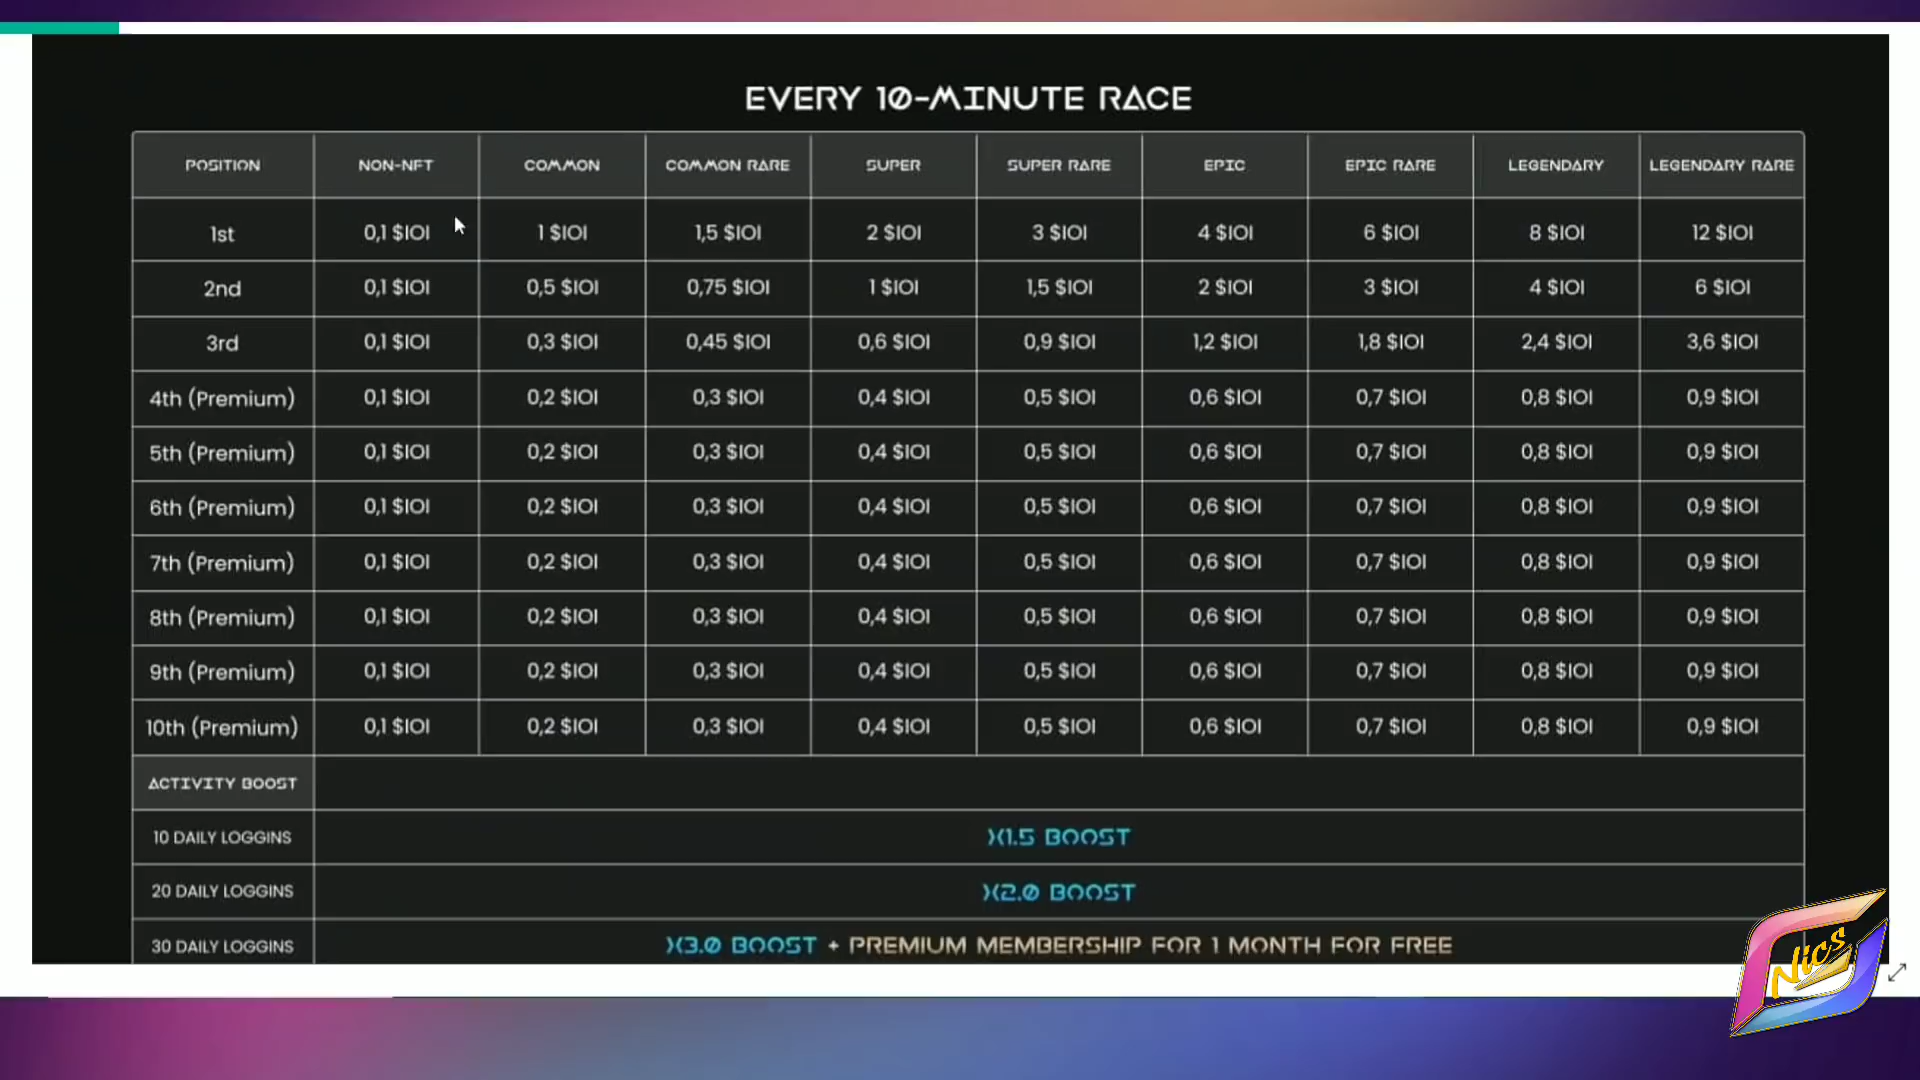 EVERY 10-MINUTE RACE
POSITION NON-NFT COMMON COMMON RARE SUPER SUPER RARE EPIC EPIC RARE LEGENDARY LEGENDARY RARE
1st 0,1 $IOI 1 $IOI 1,5 $IOI 2 $IOI 3 $IOI 4 $IOI 6 $IOI 8 $IOI 12 $IOI
2nd 0,1 $IOI 0,5 $IOI 0,75 $IOI 1 $IOI 1,5 $IOI 2 $IOI 3 $IOI 4 $IOI 6 $IOI
3rd 0,1 $IOI 0,3 $IOI 0,45 $IOI 0,6 $IOI 0,9 $IOI 1,2 $IOI 1,8 $IOI 2,4 $IOI 3,6 $IOI
4th (Premium) 0,1 $IOI 0,2 $IOI 0,3 $IOI 0,4 $IOI 0,5 $IOI 0,6 $IOI 0,7 $IOI 0,8 $IOI 0,9 $IOI
5th (Premium) 0,1 $IOI 0,2 $IOI 0,3 $IOI 0,4 $IOI 0,5 $IOI 0,6 $IOI 0,7 $IOI 0,8 $IOI 0,9 $IOI
6th (Premium) 0,1 $IOI 0,2 $IOI 0,3 $IOI 0,4 $IOI 0,5 $IOI 0,6 $IOI 0,7 $IOI 0,8 $IOI 0,9 $IOI
7th (Premium) 0,1 $IOI 0,2 $IOI 0,3 $IOI 0,4 $IOI 0,5 $IOI 0,6 $IOI 0,7 $IOI 0,8 $IOI 0,9 $IOI
8th (Premium) 0,1 $IOI 0,2 $IOI 0,3 $IOI 0,4 $IOI 0,5 $IOI 0,6 $IOI 0,7 $IOI 0,8 $IOI 0,9 $IOI
9th (Premium) 0,1 $IOI 0,2 $IOI 0,3 $IOI 0,4 $IOI 0,5 $IOI 0,6 $IOI 0,7 $IOI 0,8 $IOI 0,9 $IOI
10th (Premium) 0,1 $IOI 0,2 $IOI 0,3 $IOI 0,4 $IOI 0,5 $IOI 0,6 $IOI 0,7 $IOI 0,8 $IOI 0,9 $IOI
ACTIVITY BOOST
10 DAILY LOGGINS X1.5 BOOST
20 DAILY LOGGINS X2.0 BOOST
30 DAILY LOGGINS X3.0 BOOST + PREMIUM MEMBERSHIP FOR 1 MONTH FOR FREE
Nics